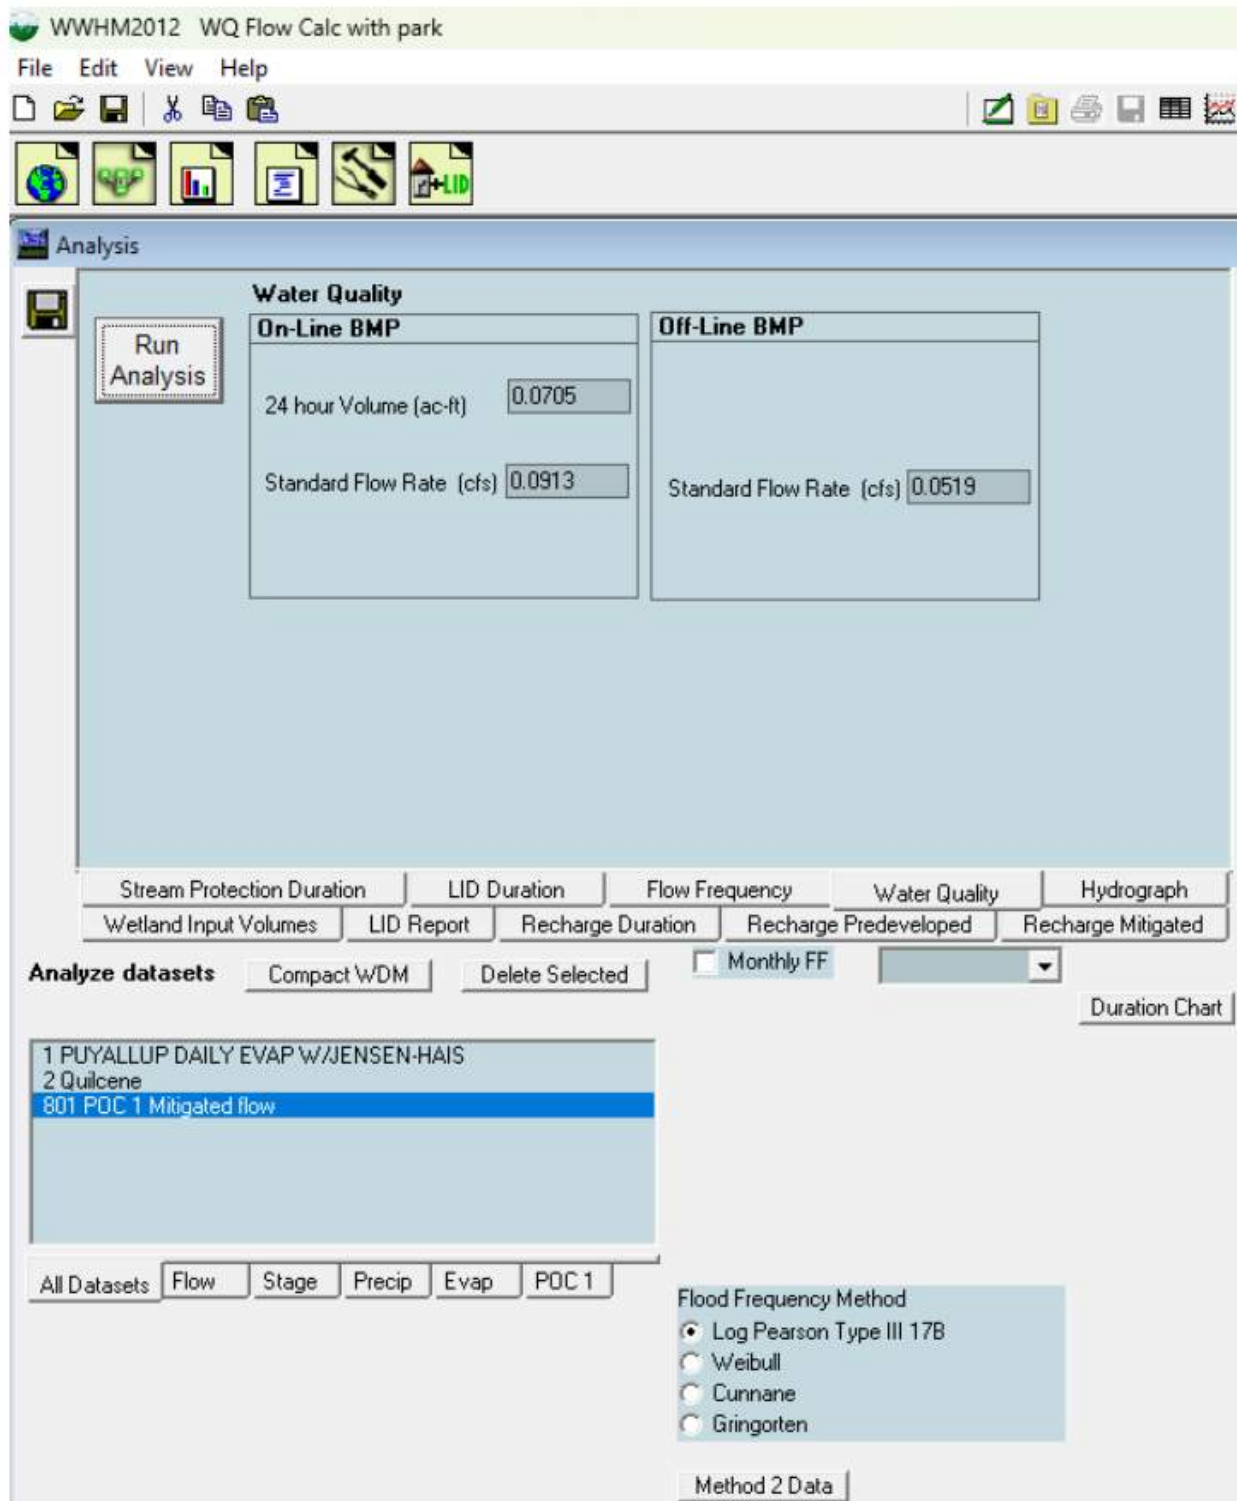 WWHM2012 WQ Flow Calc with park
File Edit View Help
+LID
Analysis
Run
Analysis
Water Quality
On-Line BMP
24 hour Volume (ac-ft) 0.0705
Standard Flow Rate (cfs) 0.0913
Off-Line BMP
Standard Flow Rate (cfs) 0.0519
Stream Protection Duration LID Duration Flow Frequency Water Quality Hydrograph
Wetland Input Volumes LID Report Recharge Duration Recharge Predeveloped Recharge Mitigated
Analyze datasets Compact WDM Delete Selected Monthly FF
Duration Chart
1 PUYALLUP DAILY EVAP W/JENSEN-HAIS
2 Quilcene
801 POC 1 Mitigated flow
All Datasets Flow Stage Precip Evap POC 1
Flood Frequency Method
Log Pearson Type III 17B
Weibull
Cunnane
Gringorten
Method 2 Data